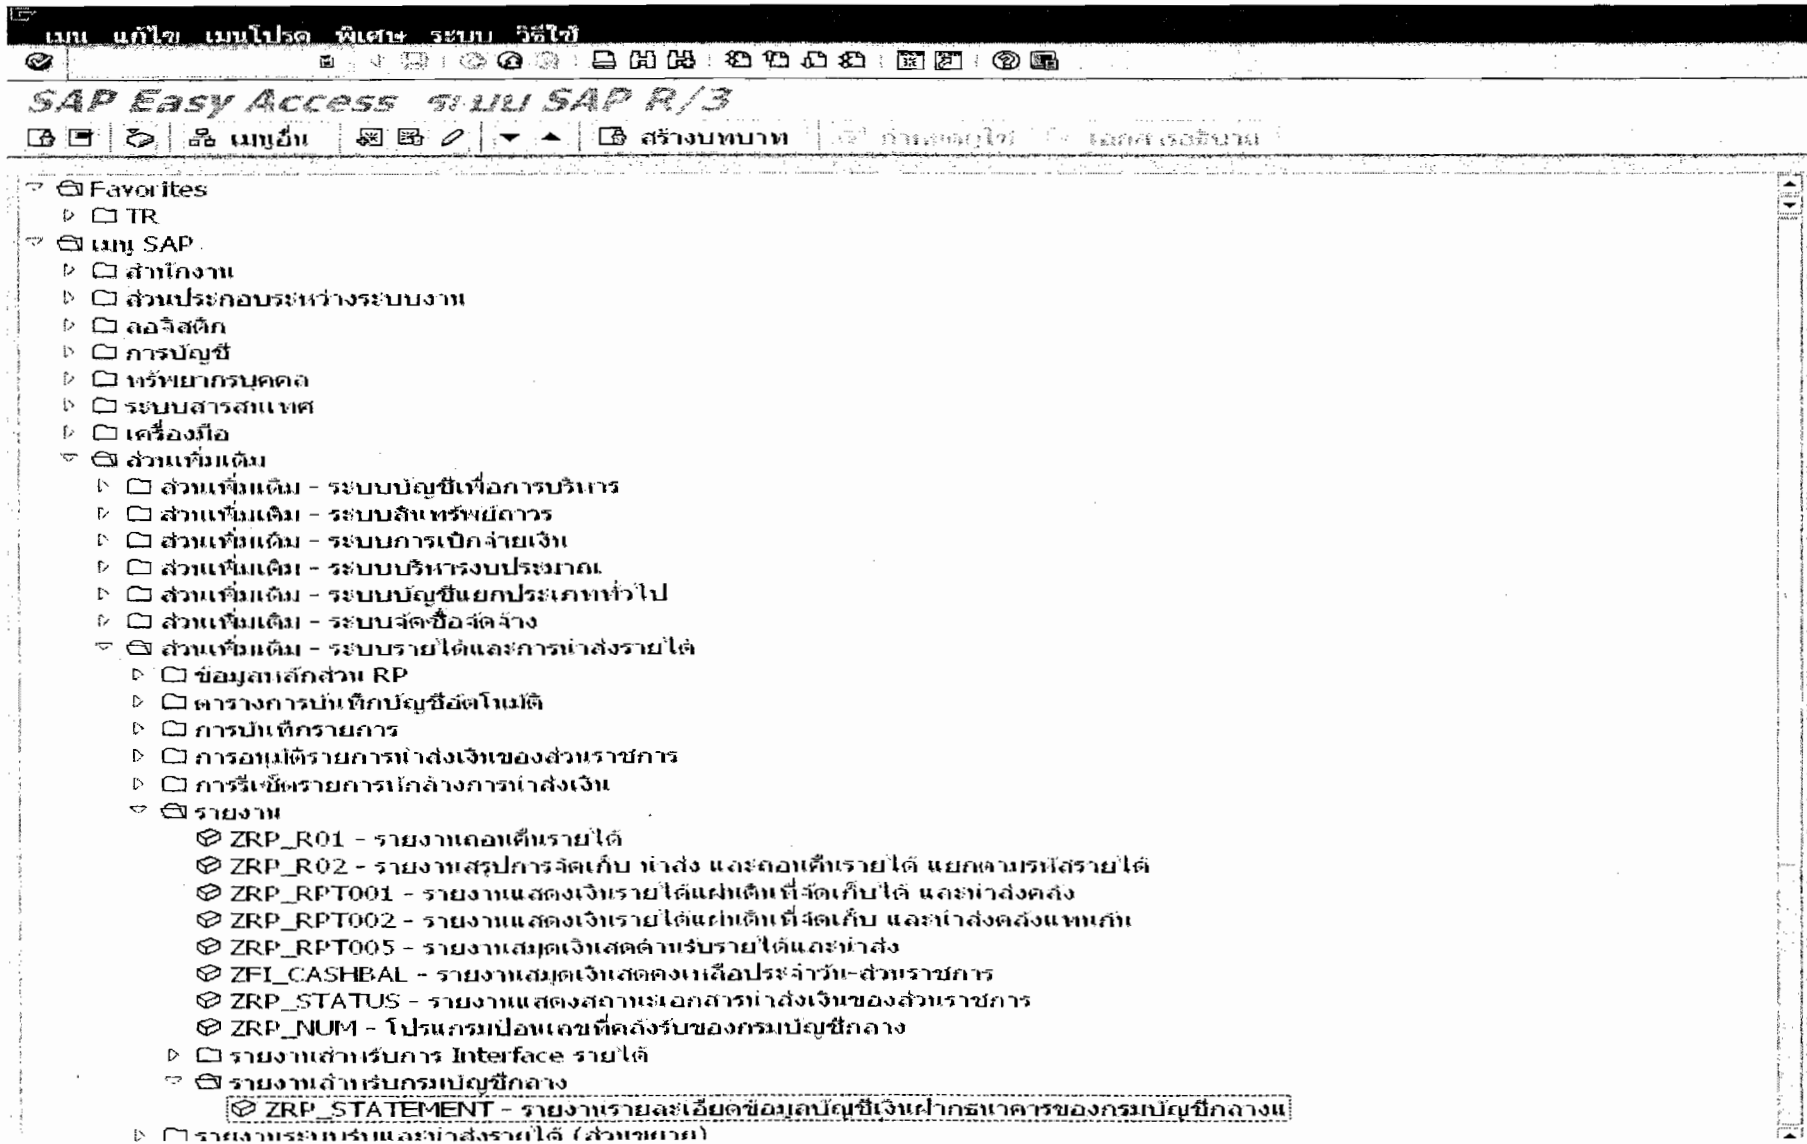 เมนู แก้ไข เมนูโปรด พิเศษ ระบบ วิธีใช้
SAP Easy Access ระบบ SAP R/3
เมนูอื่น สร้างบทบาท
Favorites
TR
เมนู SAP
สำนักงาน
ส่วนประกอบระหว่างระบบงาน
ลอจิสติก
การบัญชี
ทรัพยากรบุคคล
ระบบสารสนเทศ
เครื่องมือ
ส่วนเพิ่มเติม
ส่วนเพิ่มเติม - ระบบบัญชีเพื่อการบริหาร
ส่วนเพิ่มเติม - ระบบสินทรัพย์ถาวร
ส่วนเพิ่มเติม - ระบบการเบิกจ่ายเงิน
ส่วนเพิ่มเติม - ระบบบริหารงบประมาณ
ส่วนเพิ่มเติม - ระบบบัญชีแยกประเภททั่วไป
ส่วนเพิ่มเติม - ระบบจัดซื้อจัดจ้าง
ส่วนเพิ่มเติม - ระบบรายได้และการนำส่งรายได้
ข้อมูลหลักส่วน RP
ตารางการบันทึกบัญชีอัตโนมัติ
การบันทึกรายการ
การอนุมัติรายการนำส่งเงินของส่วนราชการ
การรีเซ็ตรายการหักล้างการนำส่งเงิน
รายงาน
ZRP_R01 - รายงานถอนคืนรายได้
ZRP_R02 - รายงานสรุปการจัดเก็บ นำส่ง และถอนคืนรายได้ แยกตามรหัสรายได้
ZRP_RPT001 - รายงานแสดงเงินรายได้แผ่นดินที่จัดเก็บได้ และนำส่งคลัง
ZRP_RPT002 - รายงานแสดงเงินรายได้แผ่นดินที่จัดเก็บ และนำส่งคลังแทนกัน
ZRP_RPT005 - รายงานสมุดเงินสดด้านรับรายได้และนำส่ง
ZFI_CASHBAL - รายงานสมุดเงินสดคงเหลือประจำวัน-ส่วนราชการ
ZRP_STATUS - รายงานแสดงสถานะเอกสารนำส่งเงินของส่วนราชการ
ZRP_NUM - โปรแกรมป้อนเลขที่คลังรับของกรมบัญชีกลาง
รายงานสำหรับการ Interface รายได้
รายงานสำหรับกรมบัญชีกลาง
ZRP_STATEMENT - รายงานรายละเอียดข้อมูลบัญชีเงินฝากธนาคารของกรมบัญชีกลางแ
รายงานระบบรับและนำส่งรายได้ (ส่วนขยาย)